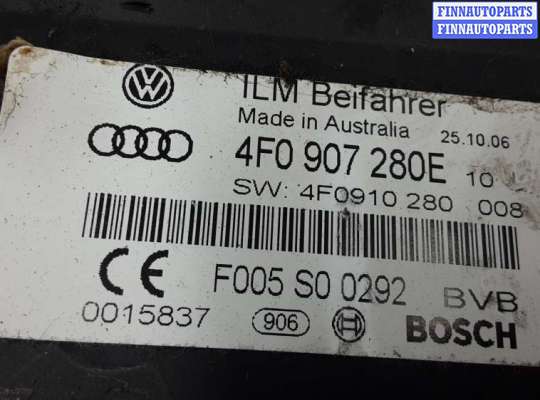 FINNAUTOPARTS
FINNAUTOPARTS
ILM Beifahrer
Made in Australia 25.10.06
4F0 907 280E 10
SW: 4F0910 280 008
F005 S0 0292 BVB
0015837 906 BOSCH